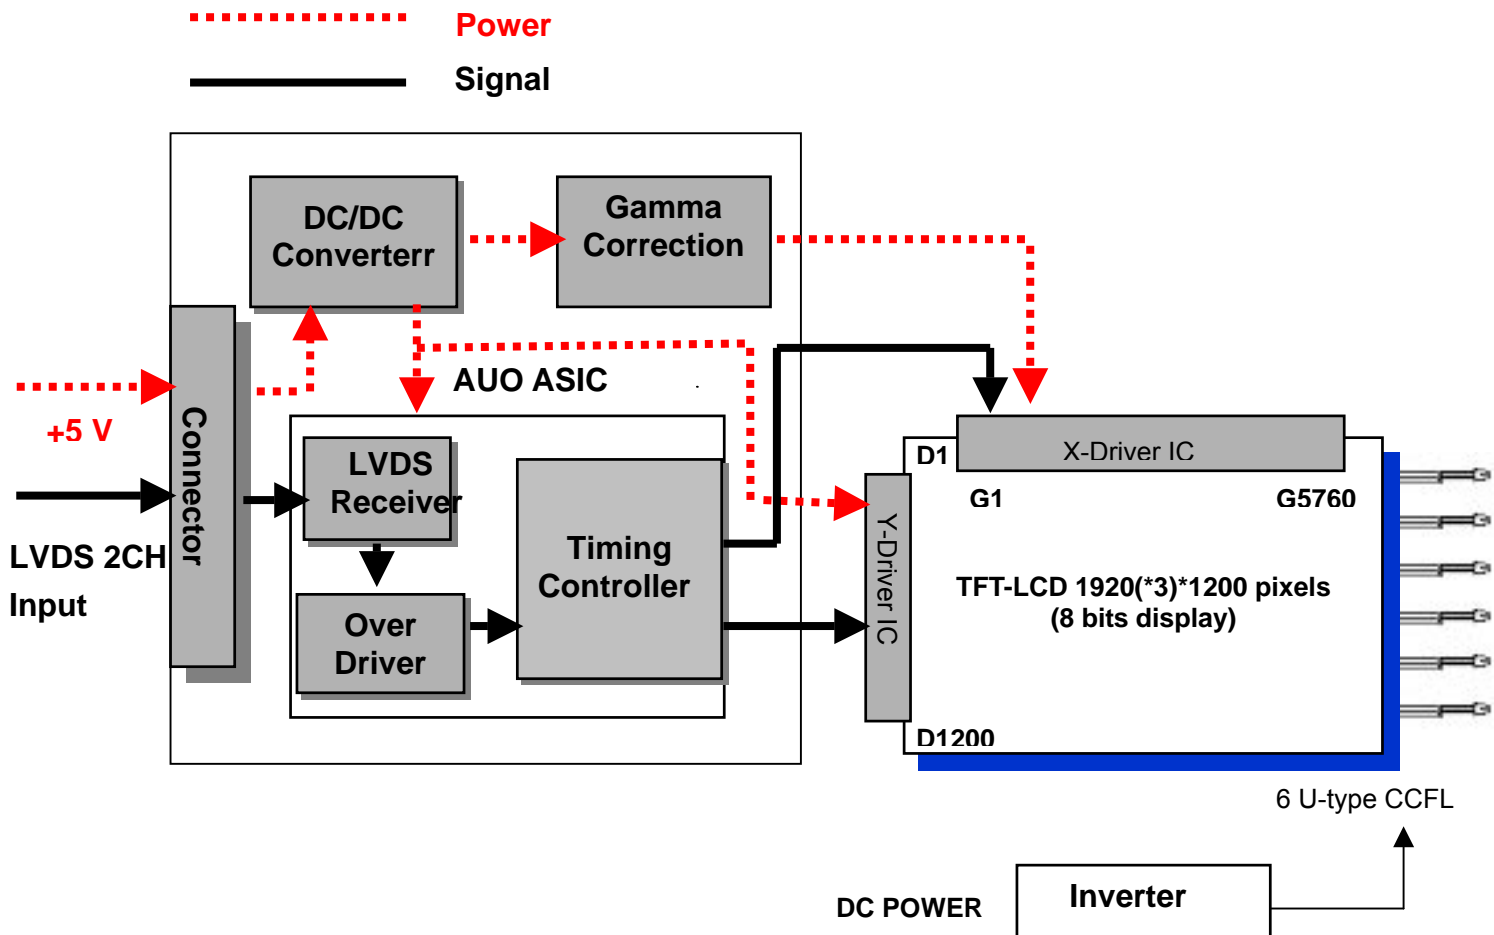 Power
Signal
DC/DC
Converterr
Gamma
Correction
+5 V
Connector
LVDS 2CH
Input
AUO ASIC
LVDS
Receiver
Over
Driver
Timing
Controller
D1
X-Driver IC
G1
G5760
Y-Driver IC
TFT-LCD 1920(*3)*1200 pixels
(8 bits display)
D1200
6 U-type CCFL
DC POWER
Inverter